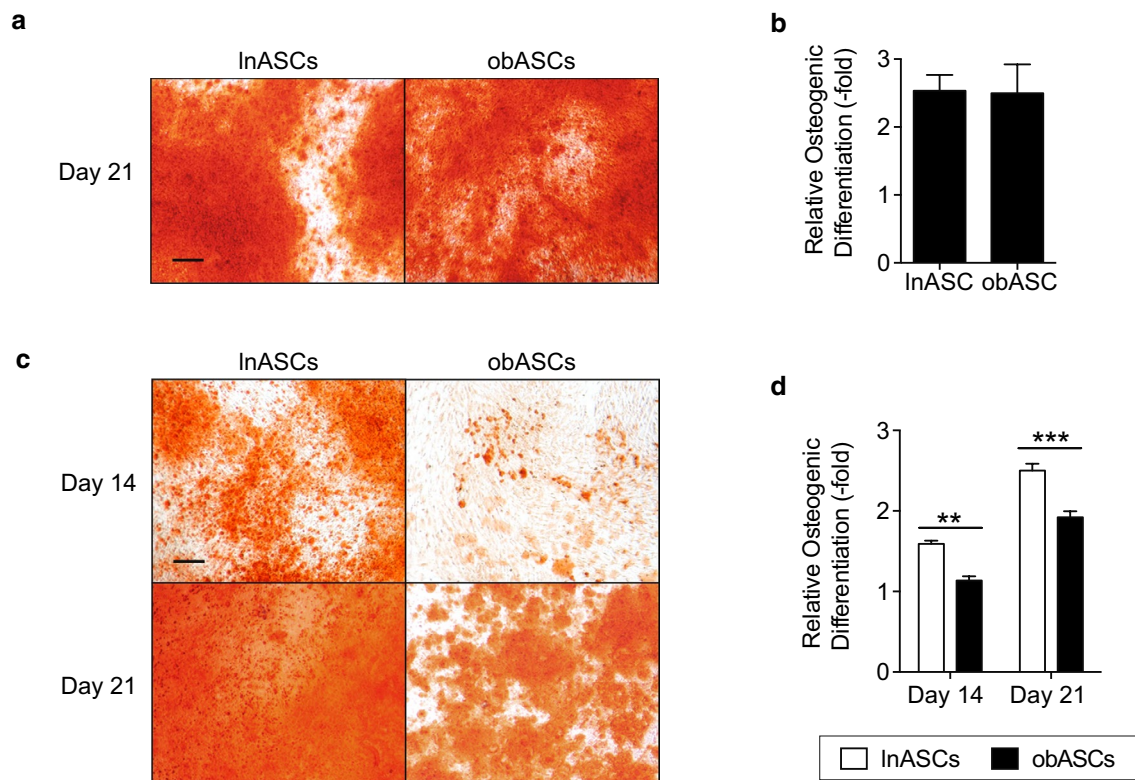 a
lnASCs obASCs
Day 21
b
Relative Osteogenic
Differentiation (-fold)
3
2
1
0
lnASC obASC
c
lnASCs obASCs
Day 14
Day 21
d
Relative Osteogenic
Differentiation (-fold)
3
2
1
0
**
***
Day 14 Day 21
lnASCs obASCs